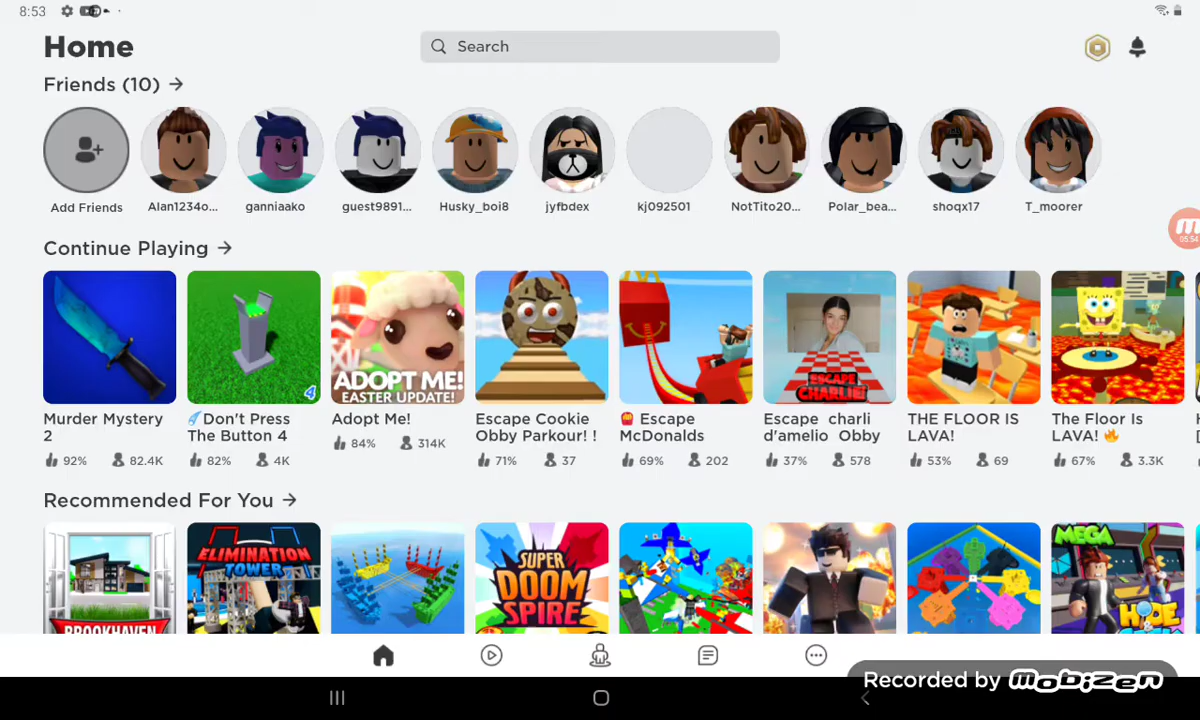 8:53
Home
Search
Friends (10) →
Add Friends
Alan1234o...
ganniaako
guest9891...
Husky_boi8
jyfbdex
kj092501
NotTito20...
Polar_bea...
shoqx17
T_moorer
05:54
Continue Playing →
4
ADOPT ME!
EASTER UPDATE!
ESCAPE
CHARLIE!
Murder Mystery
2
92% 82.4K
Don't Press
The Button 4
82% 4K
Adopt Me!
84% 314K
Escape Cookie
Obby Parkour! !
71% 37
Escape
McDonalds
69% 202
Escape charli
d'amelio Obby
37% 578
THE FLOOR IS
LAVA!
53% 69
The Floor Is
LAVA! 🔥
67% 3.3K
Recommended For You →
BROOKHAVEN
ELIMINATION
TOWER
SUPER
DOOM
SPIRE
MEGA
HIDE &
Recorded by mobizen